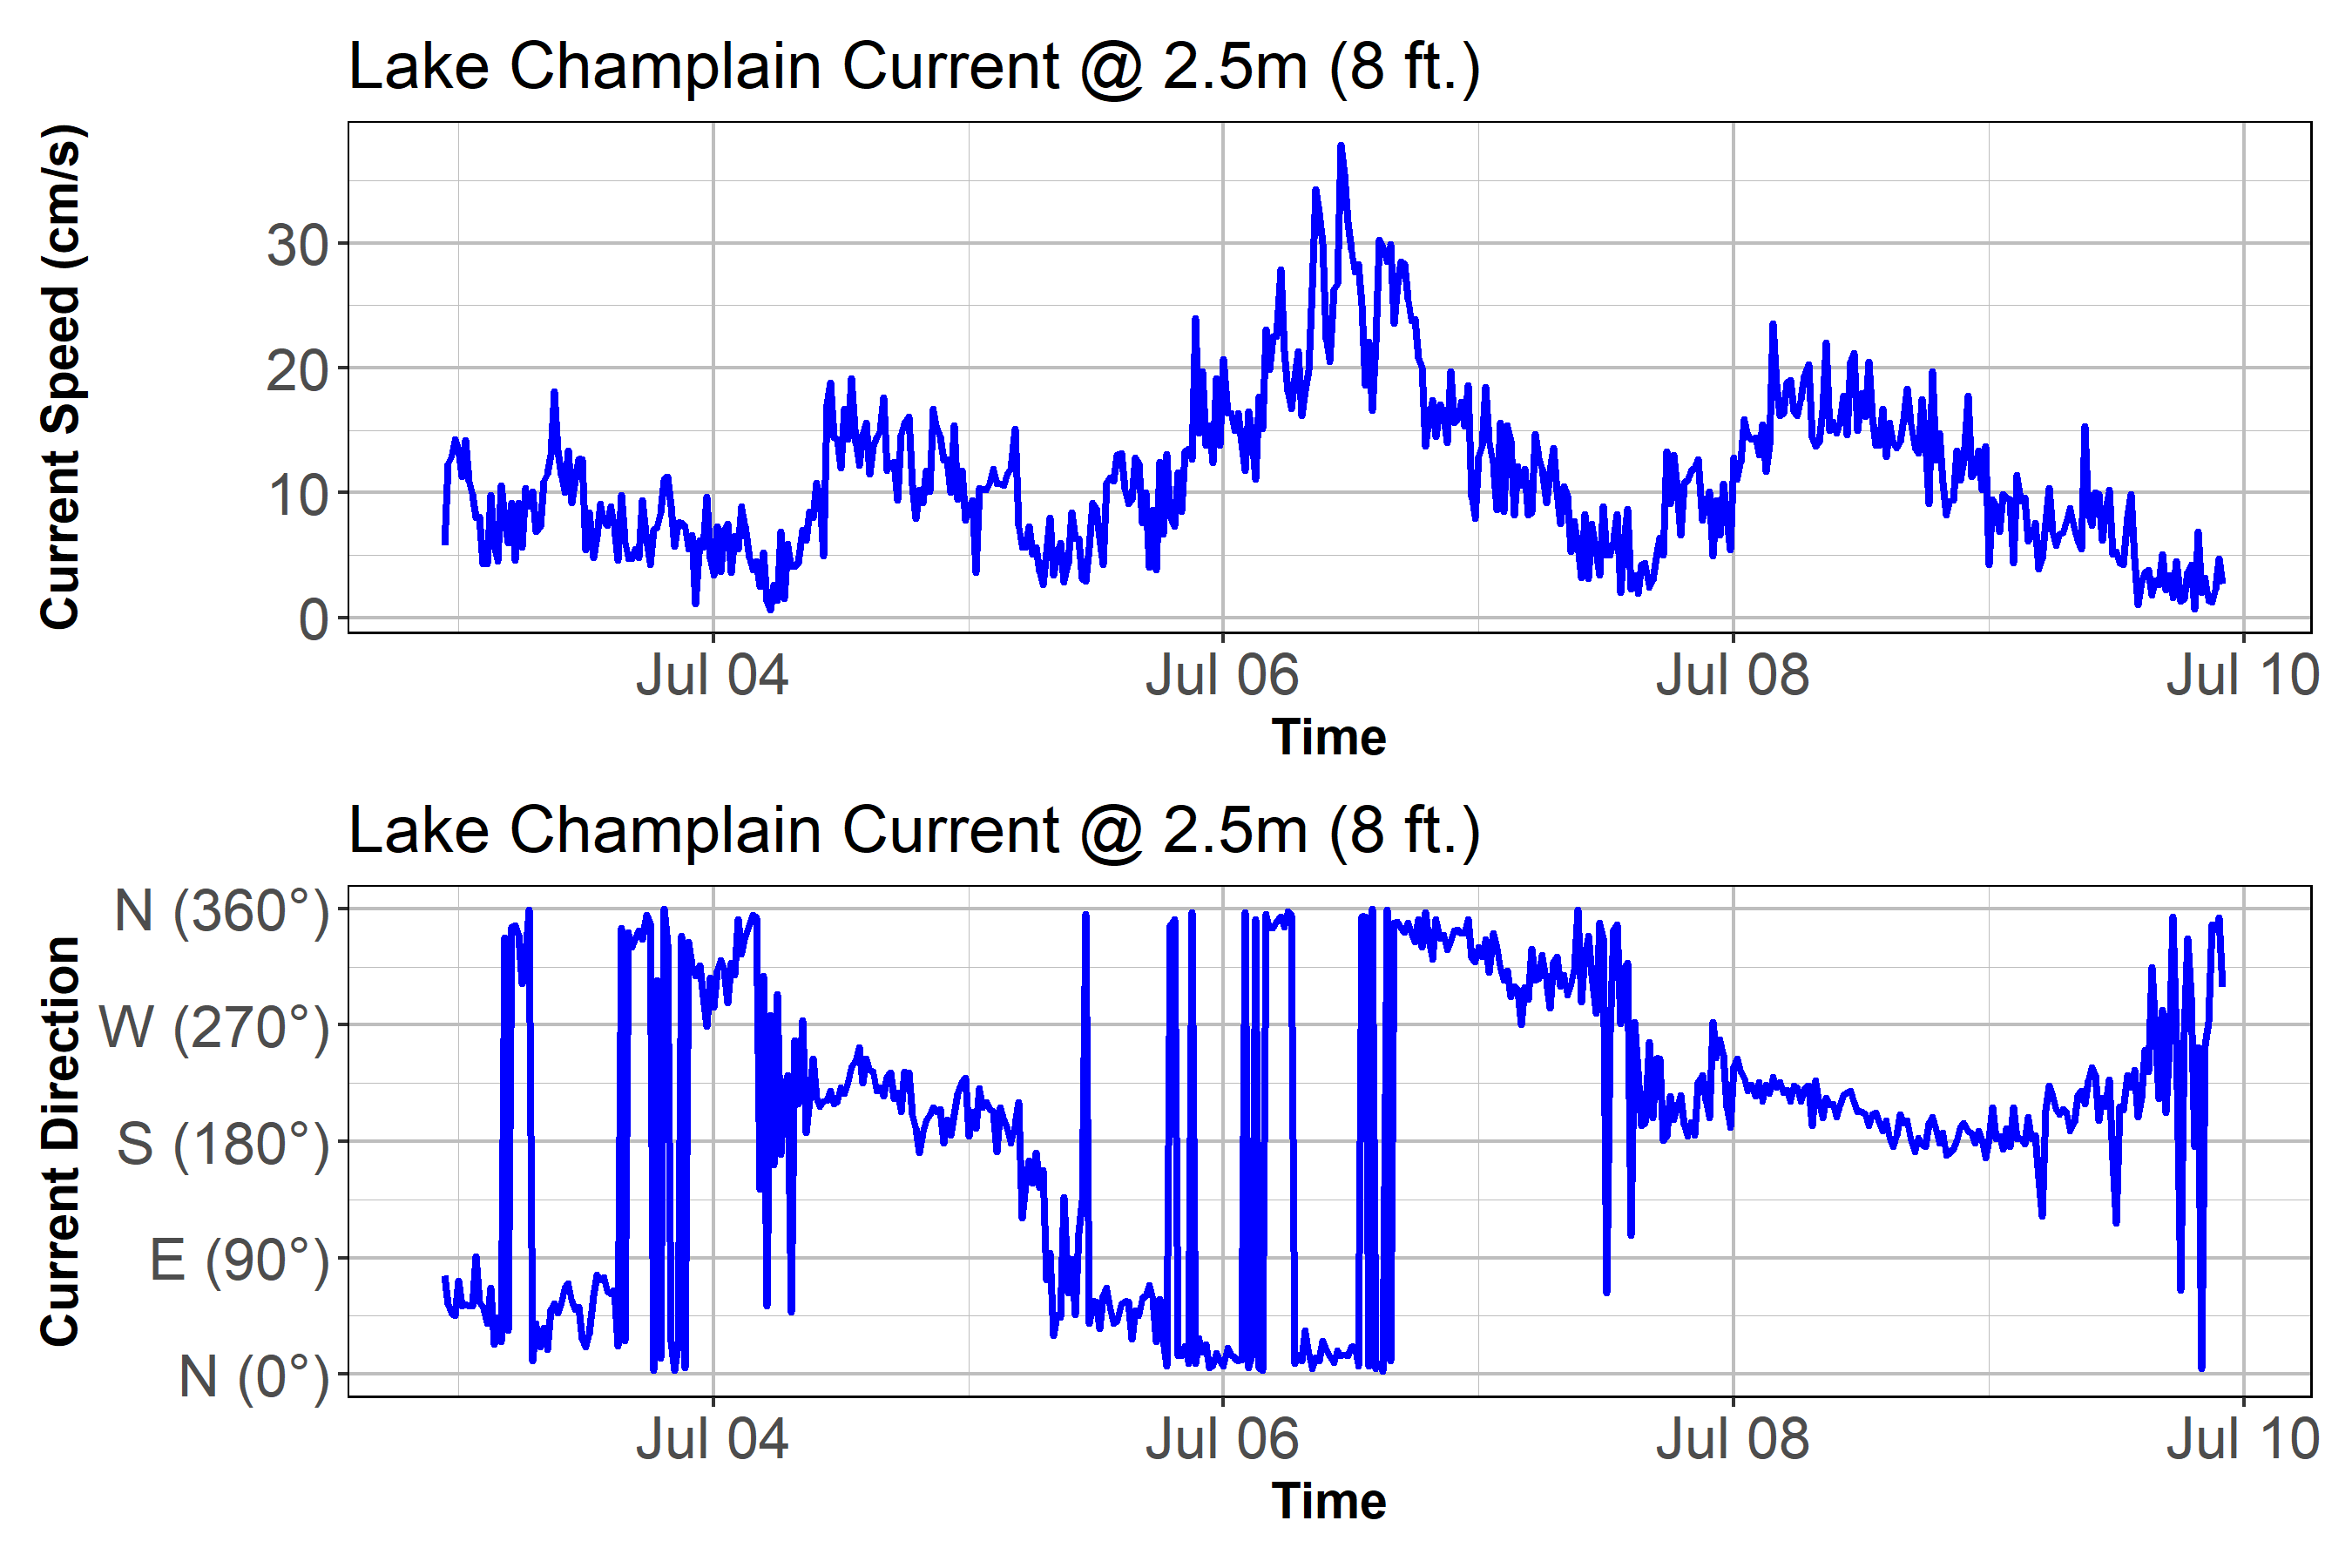 Lake Champlain Current @ 2.5m (8 ft.)
Current Speed (cm/s)
30
20
10
0
Jul 04 Jul 06 Jul 08 Jul 10
Time
Lake Champlain Current @ 2.5m (8 ft.)
Current Direction
N (360°)
W (270°)
S (180°)
E (90°)
N (0°)
Jul 04 Jul 06 Jul 08 Jul 10
Time